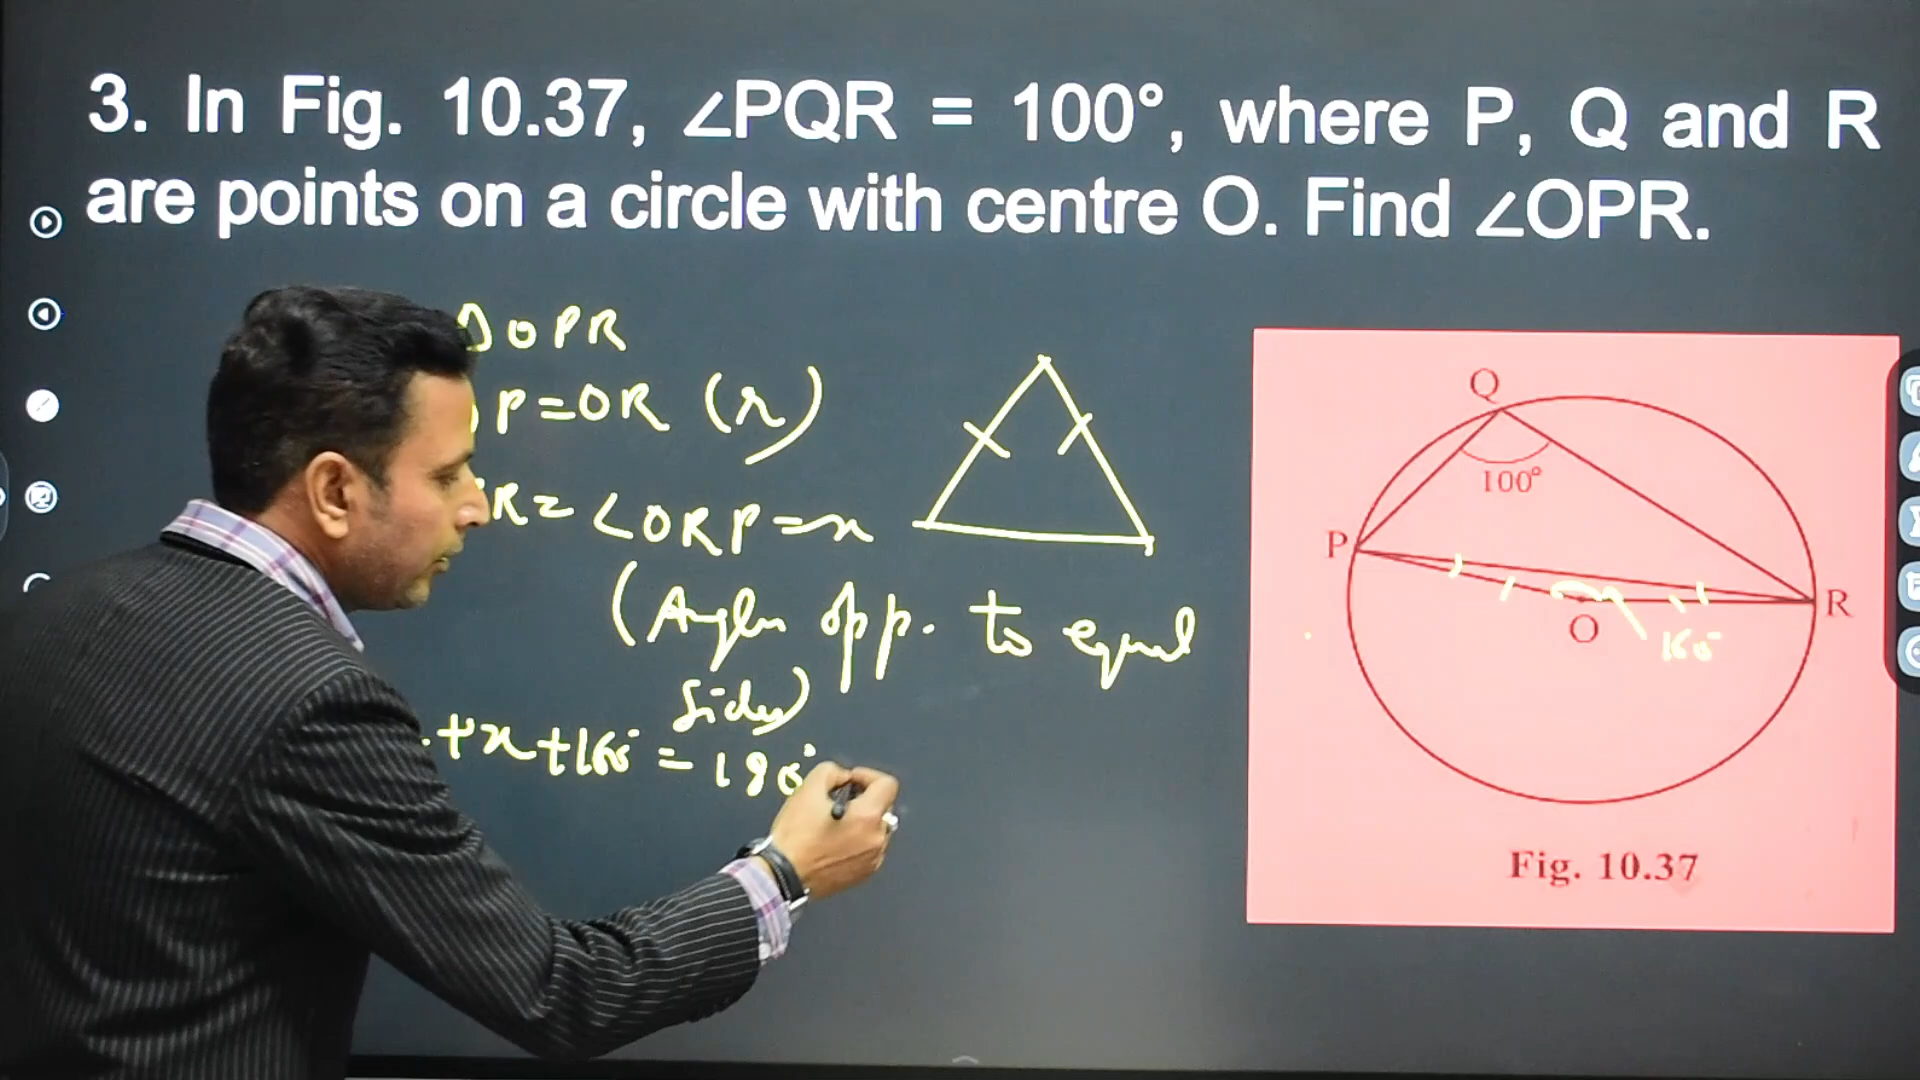 3. In Fig. 10.37, ∠PQR = 100°, where P, Q and R
are points on a circle with centre O. Find ∠OPR.
Δ OPR
P=OR (r)
R= ∠ORP=x
(Angles opp. to equal
Sides)
+x+160°=180°
Q
100°
P
R
O
160°
Fig. 10.37